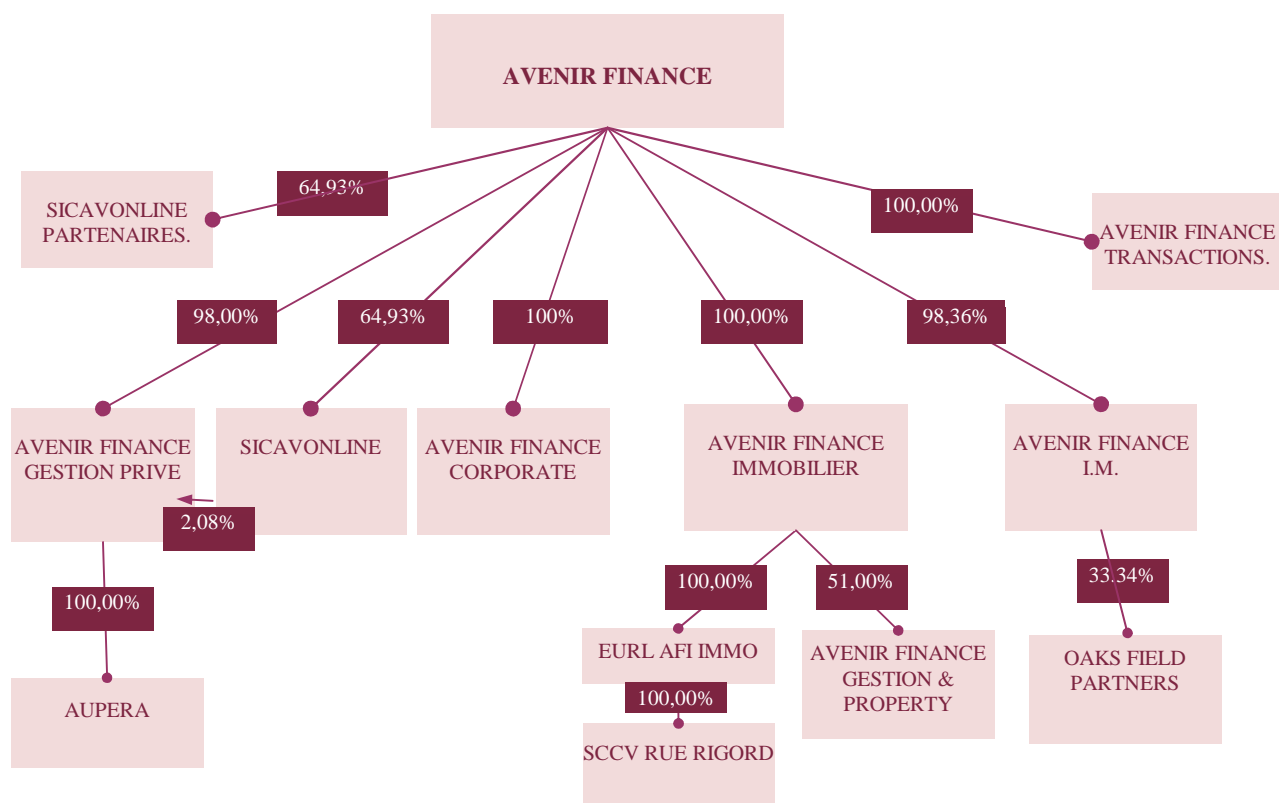 AVENIR FINANCE
64,93%
100,00%
SICAVONLINE
PARTENAIRES.
AVENIR FINANCE
TRANSACTIONS.
98,00%
64,93%
100%
100,00%
98,36%
AVENIR FINANCE
GESTION PRIVE
SICAVONLINE
AVENIR FINANCE
CORPORATE
AVENIR FINANCE
IMMOBILIER
AVENIR FINANCE
I.M.
2,08%
100,00%
100,00%
51,00%
33.34%
AUPERA
EURL AFI IMMO
AVENIR FINANCE
GESTION &
PROPERTY
OAKS FIELD
PARTNERS
100,00%
SCCV RUE RIGORD